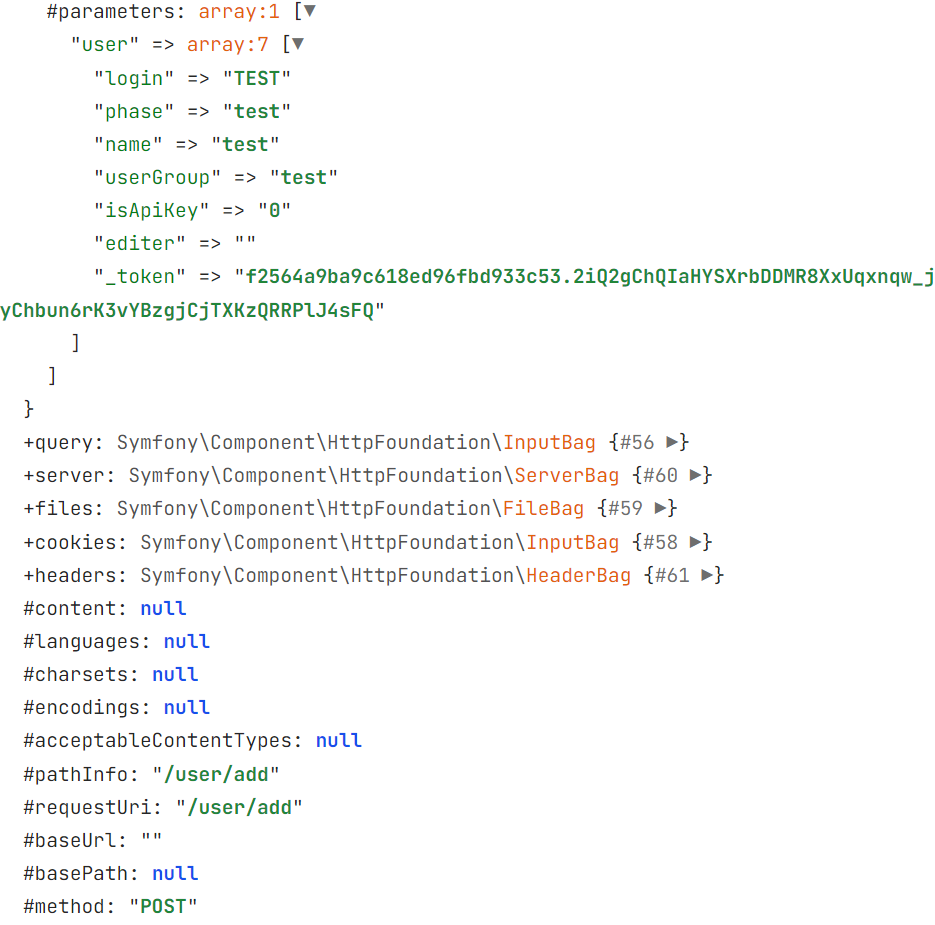 #parameters: array:1 [▼
"user" => array:7 [▼
"login" => "TEST"
"phase" => "test"
"name" => "test"
"userGroup" => "test"
"isApiKey" => "0"
"editer" => ""
"_token" => "f2564a9ba9c618ed96fbd933c53.2iQ2gChQIaHYSXrbDDMR8XxUqxnqw_j
yChbun6rK3vYBzgjCjTXKzQRRPlJ4sFQ"
]
]
}
+query: Symfony\Component\HttpFoundation\InputBag {#56 ▶}
+server: Symfony\Component\HttpFoundation\ServerBag {#60 ▶}
+files: Symfony\Component\HttpFoundation\FileBag {#59 ▶}
+cookies: Symfony\Component\HttpFoundation\InputBag {#58 ▶}
+headers: Symfony\Component\HttpFoundation\HeaderBag {#61 ▶}
#content: null
#languages: null
#charsets: null
#encodings: null
#acceptableContentTypes: null
#pathInfo: "/user/add"
#requestUri: "/user/add"
#baseUrl: ""
#basePath: null
#method: "POST"